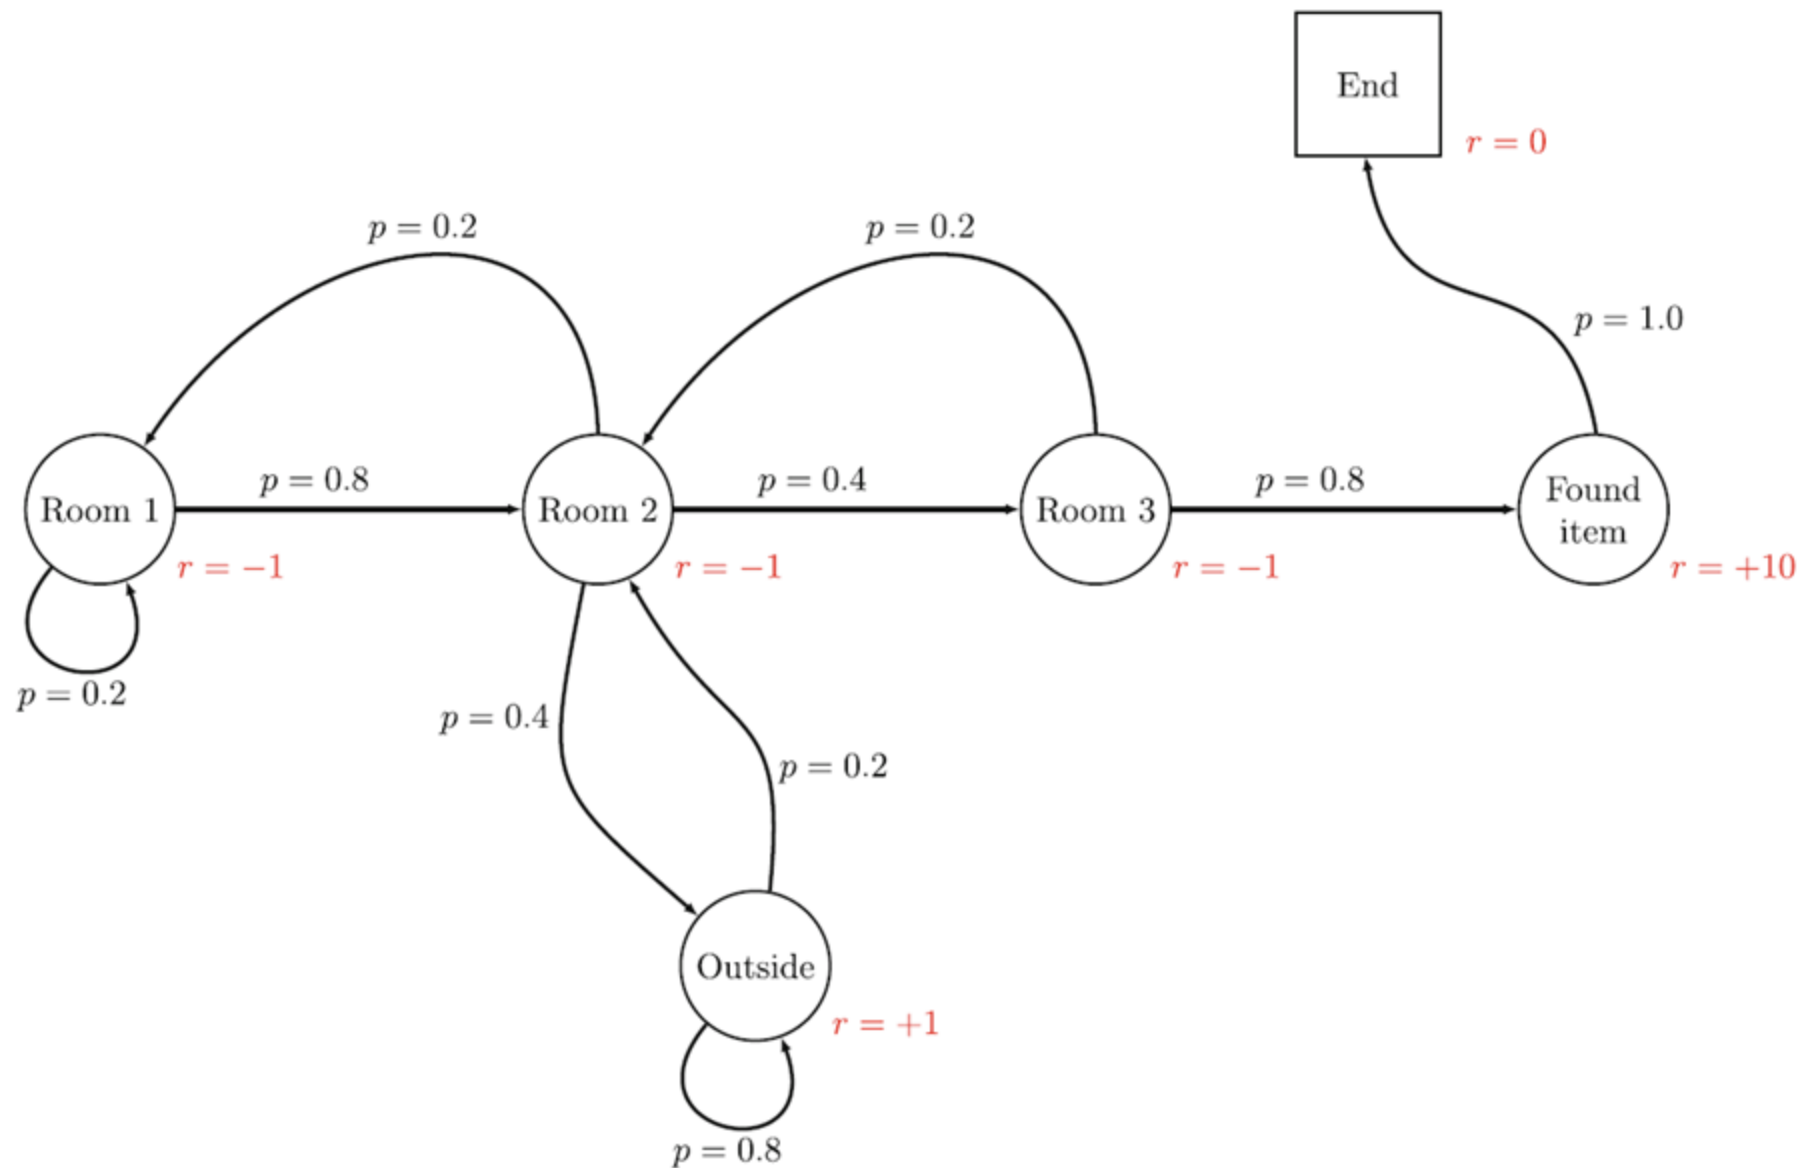 End
r = 0
p = 0.2
p = 0.2
p = 1.0
p = 0.8
p = 0.4
p = 0.8
Room 1
Room 2
Room 3
Found
item
r = −1
r = −1
r = −1
r = +10
p = 0.2
p = 0.4
p = 0.2
Outside
r = +1
p = 0.8